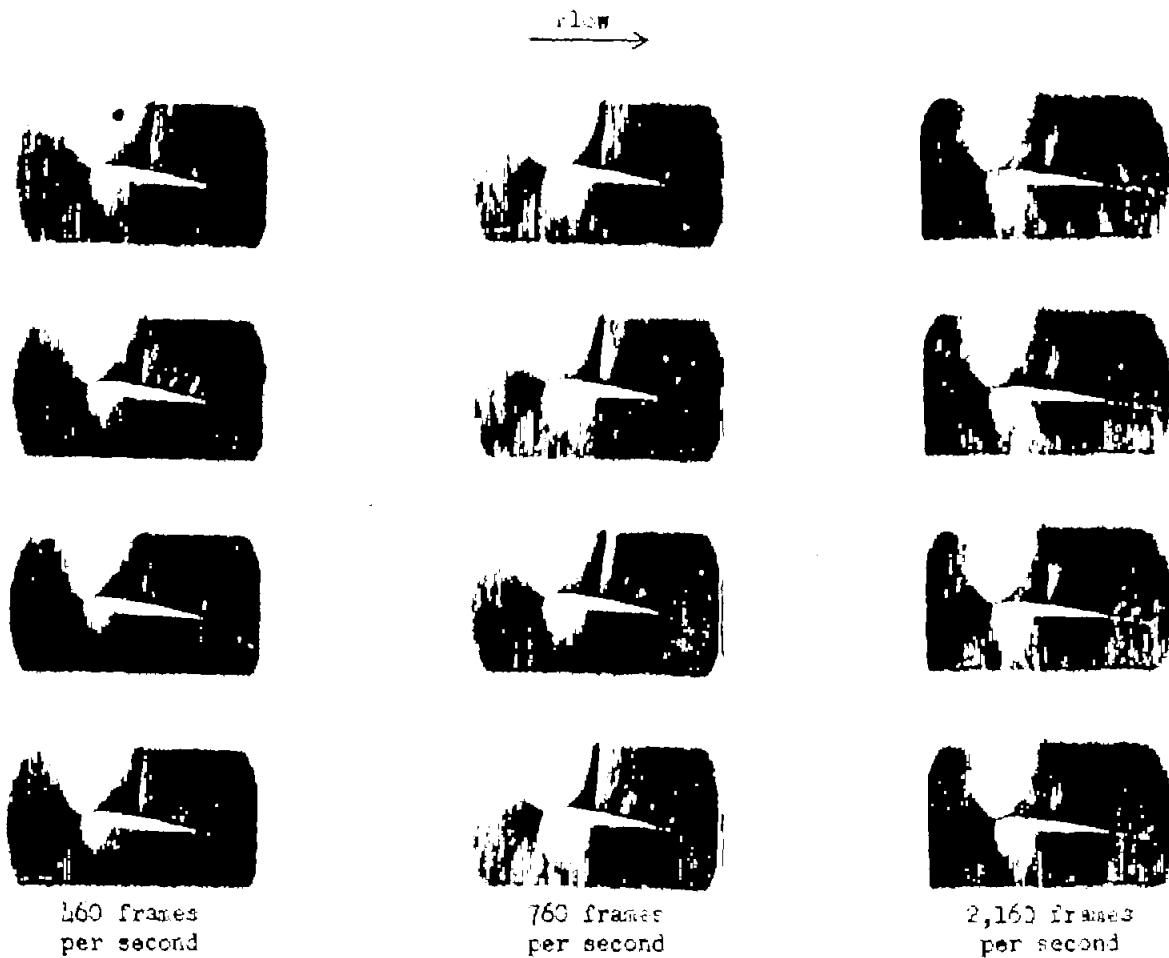 Flow
460 frames
per second
760 frames
per second
2,160 frames
per second